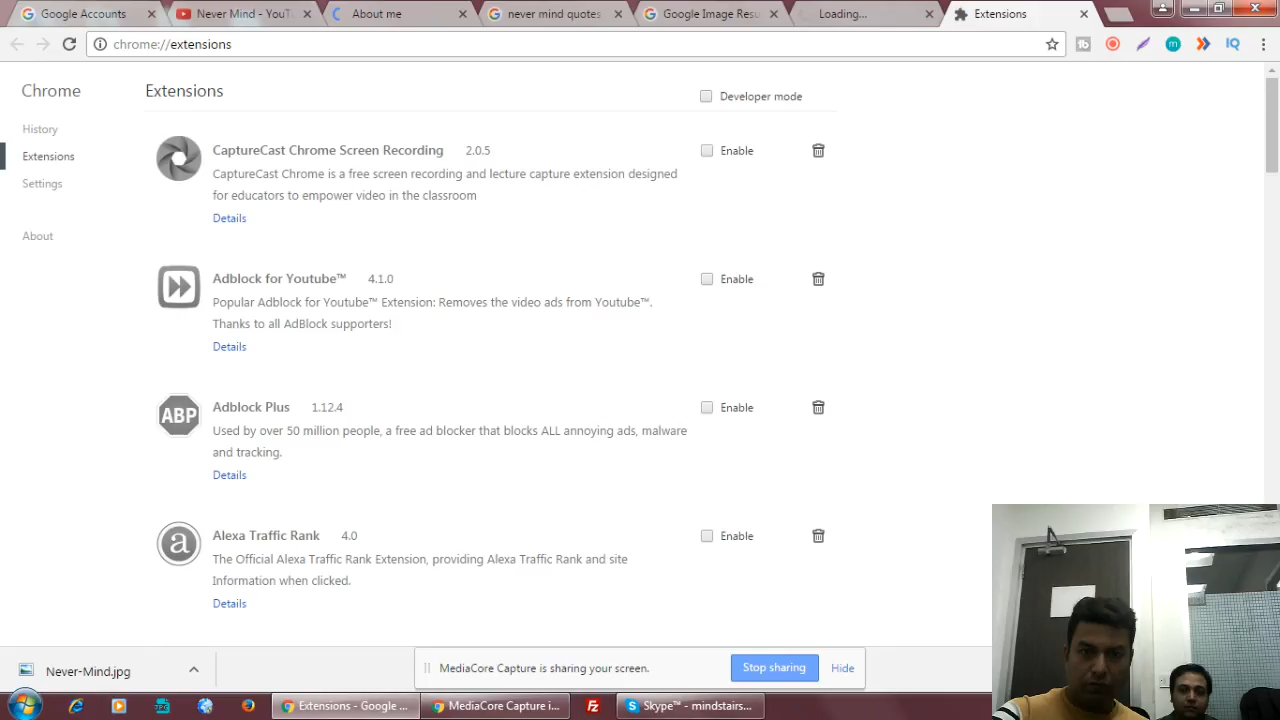 Google Accounts
Never Mind - YouT
About me
never mind quotes
Google Image Resu
Loading...
Extensions
chrome://extensions
Chrome
Extensions
Developer mode
History
Extensions
Settings
About
CaptureCast Chrome Screen Recording 2.0.5
Enable
CaptureCast Chrome is a free screen recording and lecture capture extension designed
for educators to empower video in the classroom
Details
Adblock for Youtube™ 4.1.0
Enable
Popular Adblock for Youtube™ Extension: Removes the video ads from Youtube™.
Thanks to all AdBlock supporters!
Details
ABP
Adblock Plus 1.12.4
Enable
Used by over 50 million people, a free ad blocker that blocks ALL annoying ads, malware
and tracking.
Details
a
Alexa Traffic Rank 4.0
Enable
The Official Alexa Traffic Rank Extension, providing Alexa Traffic Rank and site
Information when clicked.
Details
Never-Mind.jpg
MediaCore Capture is sharing your screen.
Stop sharing
Hide
Extensions - Google ...
MediaCore Capture i...
Skype™ - mindstairs...